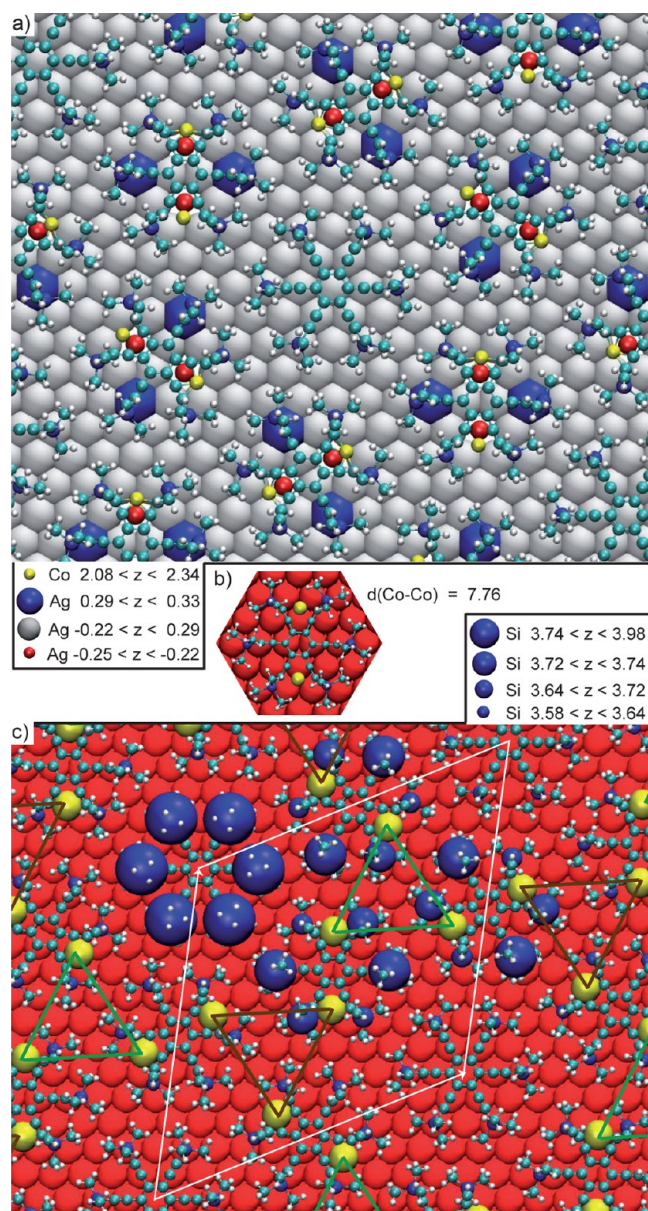 a)
Co 2.08 < z < 2.34
Ag 0.29 < z < 0.33
Ag -0.22 < z < 0.29
Ag -0.25 < z < -0.22
b)
d(Co-Co) = 7.76
Si 3.74 < z < 3.98
Si 3.72 < z < 3.74
Si 3.64 < z < 3.72
Si 3.58 < z < 3.64
c)